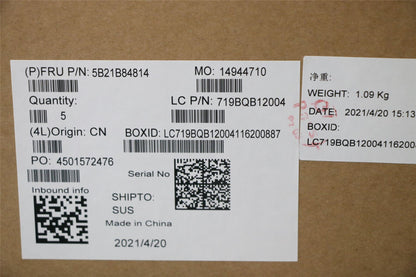 (P)FRU P/N: 5B21B84814
MO: 14944710
Quantity:
5
LC P/N: 719BQB12004
(4L)Origin: CN
BOXID: LC719BQB12004116200887
PO: 4501572476
Serial No
Inbound info
SHIPTO:
SUS
Made in China
2021/4/20
净重:
WEIGHT: 1.09 Kg
DATE: 2021/4/20 15:13
BOXID:
LC719BQB120041162008